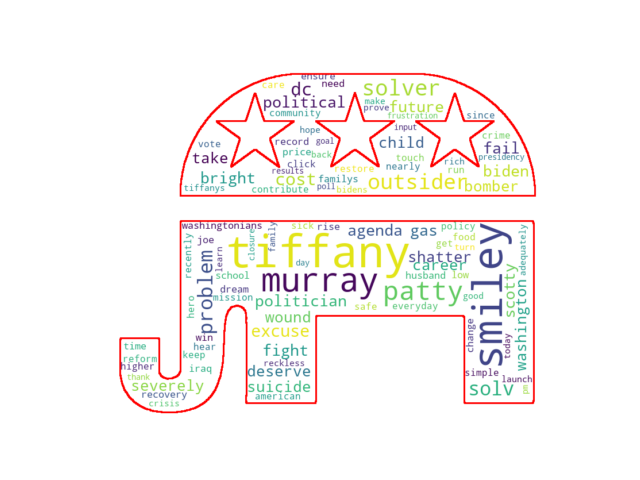 ensure
care dc need solver
political make future
prove
community frustration since
hope input crime
vote record goal child fail
take price back touch rich presidency
click nearly run biden
results restore
bright cost familys outsider bomber
tiffanys contribute poll bidens
washingtonians sick rise agenda gas policy
joe closure family tiffany food
get turn
recently learn shatter smiley adequately
problem school day murray career
husband low
dream patty scotty
mission politician good
hero safe everyday washington
wound
win excuse change today
time hear fight
reform keep reckless
higher iraq deserve simple launch
thank severely suicide solv
recovery american
crisis